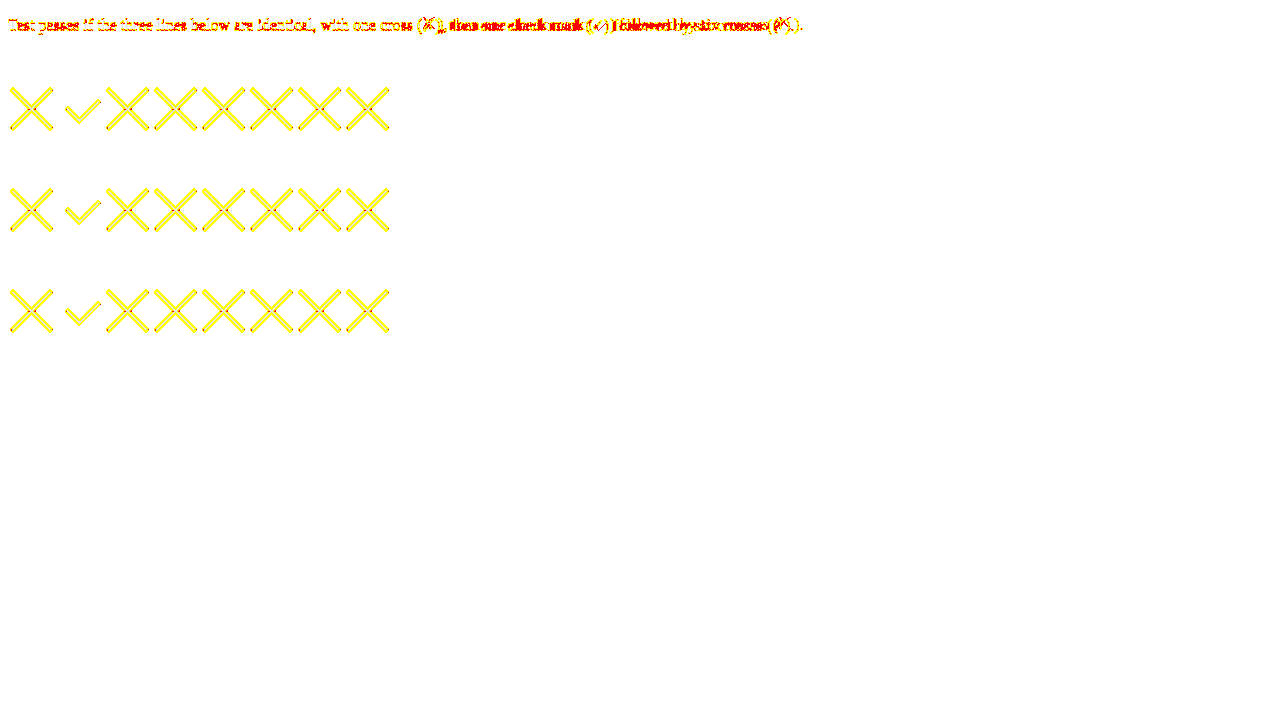 Test passes if the three lines below are identical, with one cross (✗), then one check mark (✓) followed by six crosses (✗).
✗✓✗✗✗✗✗✗
✗✓✗✗✗✗✗✗
✗✓✗✗✗✗✗✗